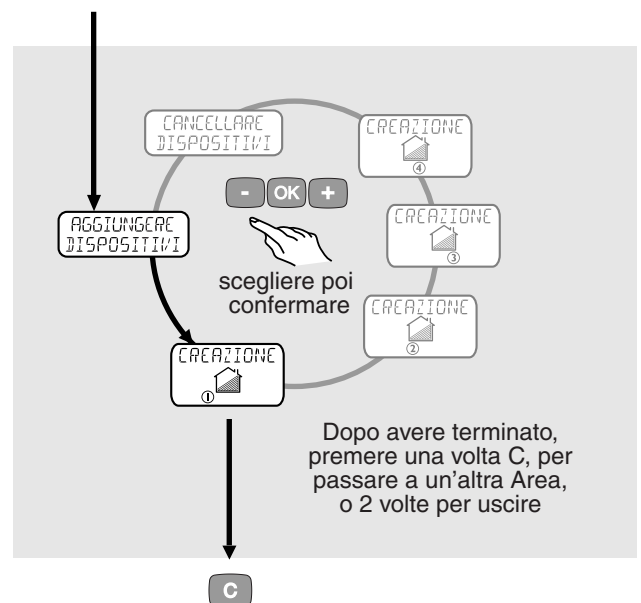 CANCELLARE
DISPOSITIVI
CREAZIONE
4
- OK +
AGGIUNGERE
DISPOSITIVI
CREAZIONE
3
scegliere poi
confermare
CREAZIONE
2
CREAZIONE
1
Dopo avere terminato,
premere una volta C, per
passare a un'altra Area,
o 2 volte per uscire
C